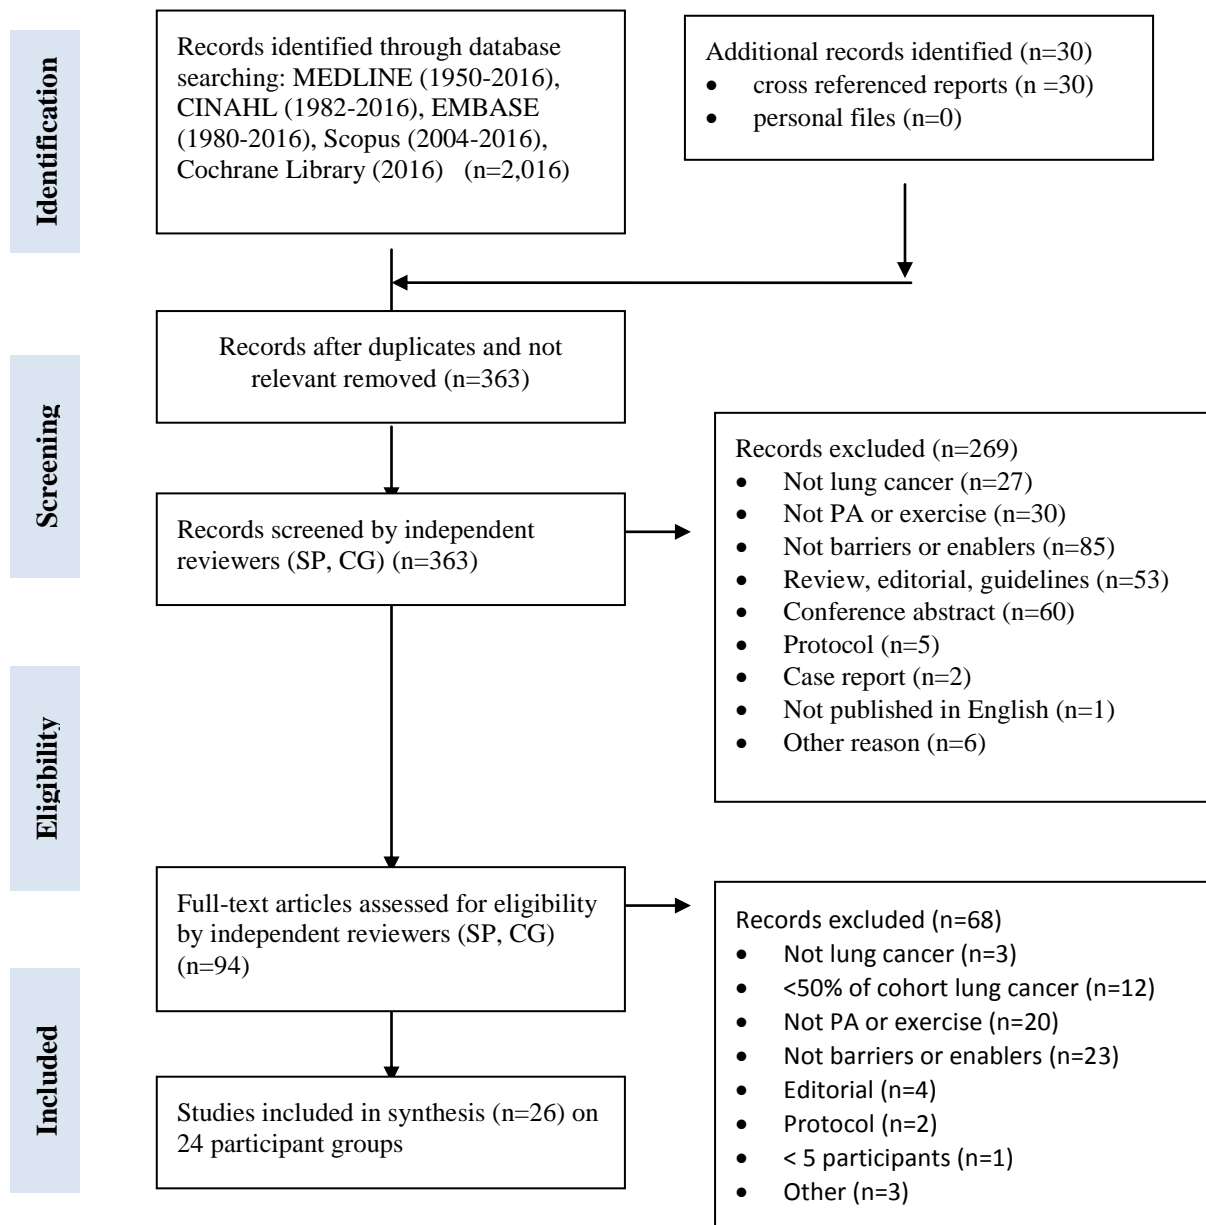 Identification
Records identified through database
searching: MEDLINE (1950-2016),
CINAHL (1982-2016), EMBASE
(1980-2016), Scopus (2004-2016),
Cochrane Library (2016) (n=2,016)
Additional records identified (n=30)
• cross referenced reports (n =30)
• personal files (n=0)
Screening
Records after duplicates and not
relevant removed (n=363)
Records screened by independent
reviewers (SP, CG) (n=363)
Records excluded (n=269)
• Not lung cancer (n=27)
• Not PA or exercise (n=30)
• Not barriers or enablers (n=85)
• Review, editorial, guidelines (n=53)
• Conference abstract (n=60)
• Protocol (n=5)
• Case report (n=2)
• Not published in English (n=1)
• Other reason (n=6)
Eligibility
Full-text articles assessed for eligibility
by independent reviewers (SP, CG)
(n=94)
Records excluded (n=68)
• Not lung cancer (n=3)
• <50% of cohort lung cancer (n=12)
• Not PA or exercise (n=20)
• Not barriers or enablers (n=23)
• Editorial (n=4)
• Protocol (n=2)
• < 5 participants (n=1)
• Other (n=3)
Included
Studies included in synthesis (n=26) on
24 participant groups